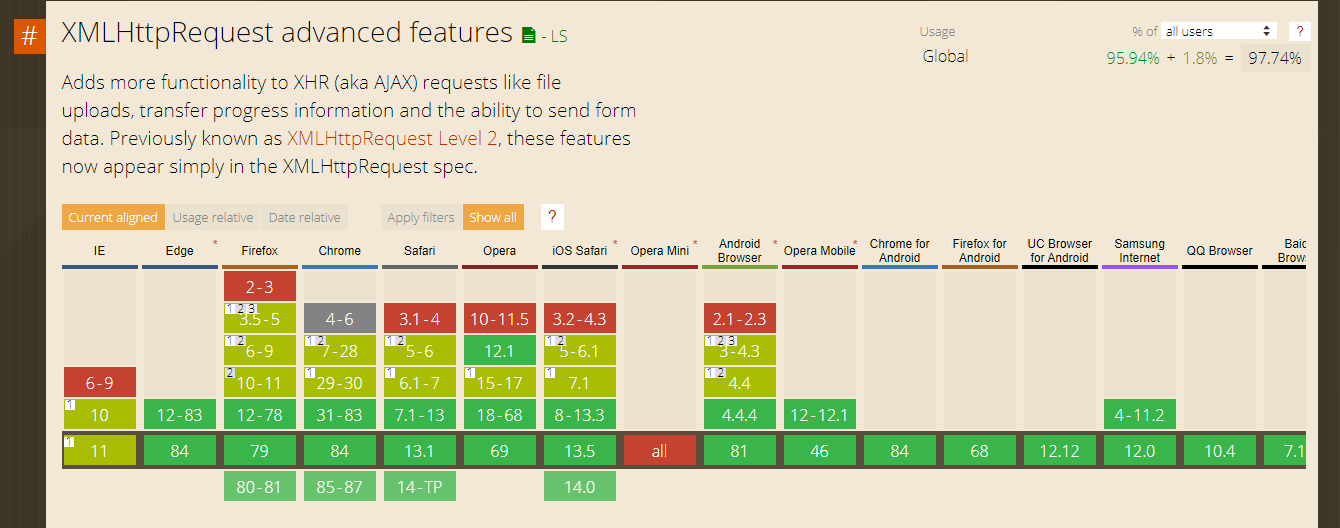 #
XMLHttpRequest advanced features - LS
Usage % of all users ?
Global 95.94% + 1.8% = 97.74%
Adds more functionality to XHR (aka AJAX) requests like file
uploads, transfer progress information and the ability to send form
data. Previously known as XMLHttpRequest Level 2, these features
now appear simply in the XMLHttpRequest spec.
Current aligned Usage relative Date relative Apply filters Show all ?
IE Edge * Firefox Chrome Safari Opera iOS Safari * Opera Mini * Android Browser * Opera Mobile * Chrome for Android Firefox for Android UC Browser for Android Samsung Internet QQ Browser Baid Brows
2-3
1 2 3 3.5-5 4-6 3.1-4 10-11.5 3.2-4.3 2.1-2.3
1 2 6-9 1 2 7-28 1 2 5-6 12.1 1 2 5-6.1 1 2 3 3-4.3
6-9 2 10-11 1 29-30 1 6.1-7 1 15-17 1 7.1 1 2 4.4
1 10 12-83 12-78 31-83 7.1-13 18-68 8-13.3 4.4.4 12-12.1 4-11.2
1 11 84 79 84 13.1 69 13.5 all 81 46 84 68 12.12 12.0 10.4 7.1
80-81 85-87 14-TP 14.0